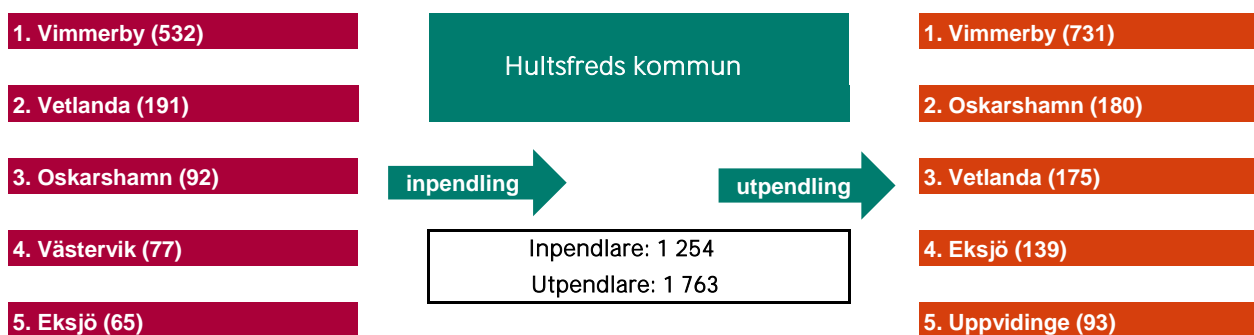 1. Vimmerby (532)
2. Vetlanda (191)
3. Oskarshamn (92)
4. Västervik (77)
5. Eksjö (65)
Hultsfreds kommun
inpendling
utpendling
Inpendlare: 1 254
Utpendlare: 1 763
1. Vimmerby (731)
2. Oskarshamn (180)
3. Vetlanda (175)
4. Eksjö (139)
5. Uppvidinge (93)